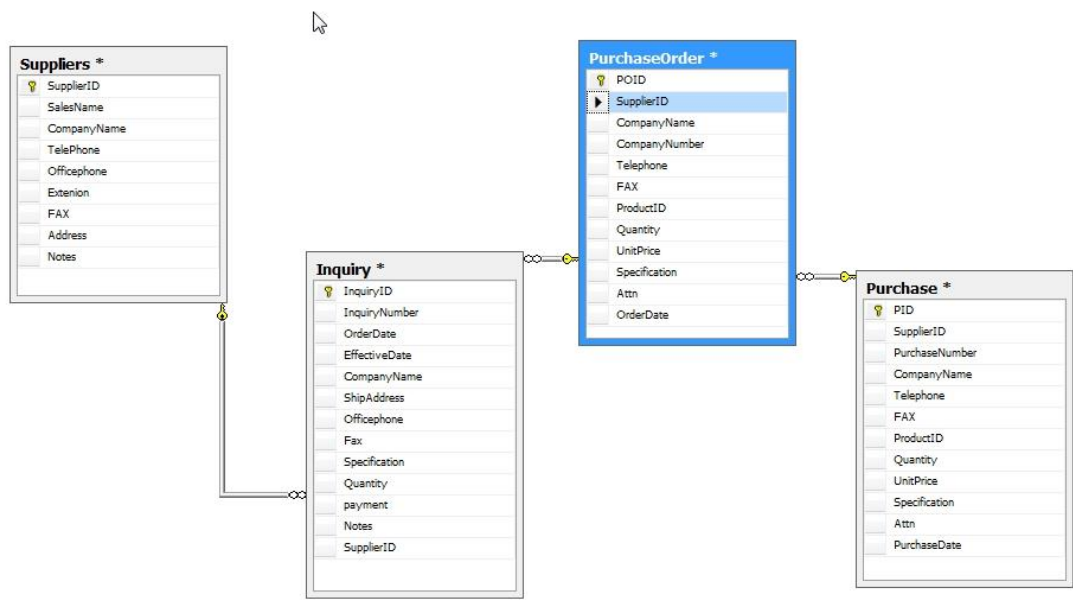 Suppliers *
SupplierID
SalesName
CompanyName
TelePhone
Officephone
Extenion
FAX
Address
Notes
Inquiry *
InquiryID
InquiryNumber
OrderDate
EffectiveDate
CompanyName
ShipAddress
Officephone
Fax
Specification
Quantity
payment
Notes
SupplierID
PurchaseOrder *
POID
SupplierID
CompanyName
CompanyNumber
Telephone
FAX
ProductID
Quantity
UnitPrice
Specification
Attn
OrderDate
Purchase *
PID
SupplierID
PurchaseNumber
CompanyName
Telephone
FAX
ProductID
Quantity
UnitPrice
Specification
Attn
PurchaseDate